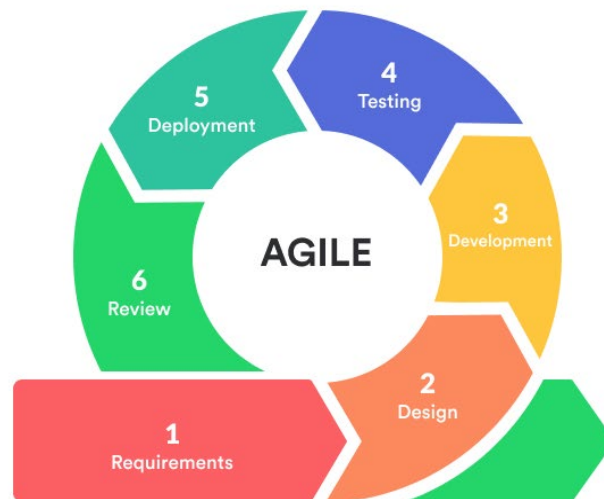 AGILE
1
Requirements
2
Design
3
Development
4
Testing
5
Deployment
6
Review